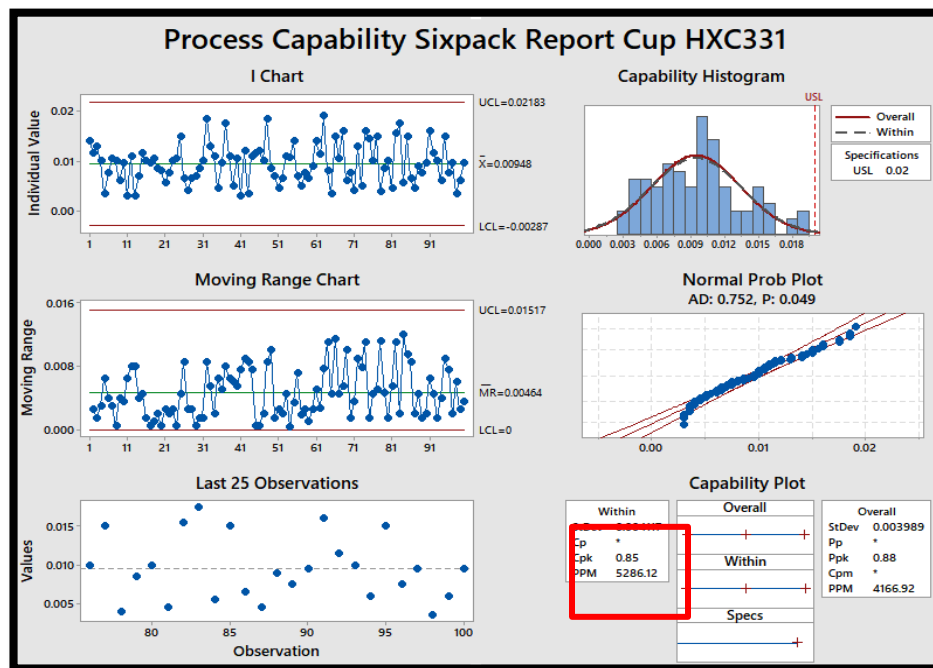 Process Capability Sixpack Report Cup HXC331
I Chart
Individual Value
0.02
0.01
0.00
UCL=0.02183
X=0.00948
LCL=-0.00287
1 11 21 31 41 51 61 71 81 91
Capability Histogram
USL
Overall
Within
Specifications
USL 0.02
0.000 0.003 0.006 0.009 0.012 0.015 0.018
Moving Range Chart
Moving Range
0.016
0.008
0.000
UCL=0.01517
MR=0.00464
LCL=0
1 11 21 31 41 51 61 71 81 91
Normal Prob Plot
AD: 0.752, P: 0.049
0.00 0.01 0.02
Last 25 Observations
Values
0.015
0.010
0.005
80 85 90 95 100
Observation
Capability Plot
Within
Cp *
Cpk 0.85
PPM 5286.12
Overall
Within
Specs
Overall
StDev 0.003989
Pp *
Ppk 0.88
Cpm *
PPM 4166.92